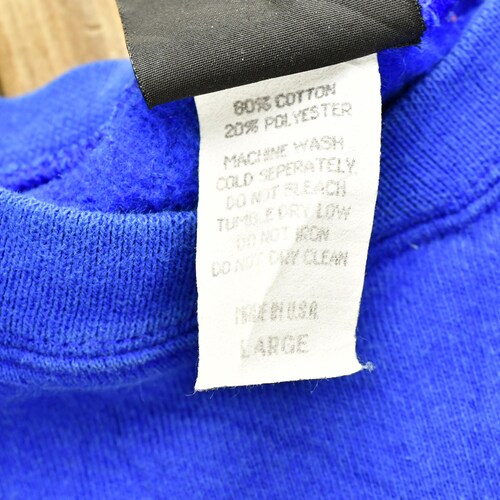 80% COTTON
20% POLYESTER
MACHINE WASH
COLD SEPERATELY.
DO NOT BLEACH
TUMBLE DRY LOW
DO NOT IRON
DO NOT DRY CLEAN
MADE IN U.S.A.
LARGE